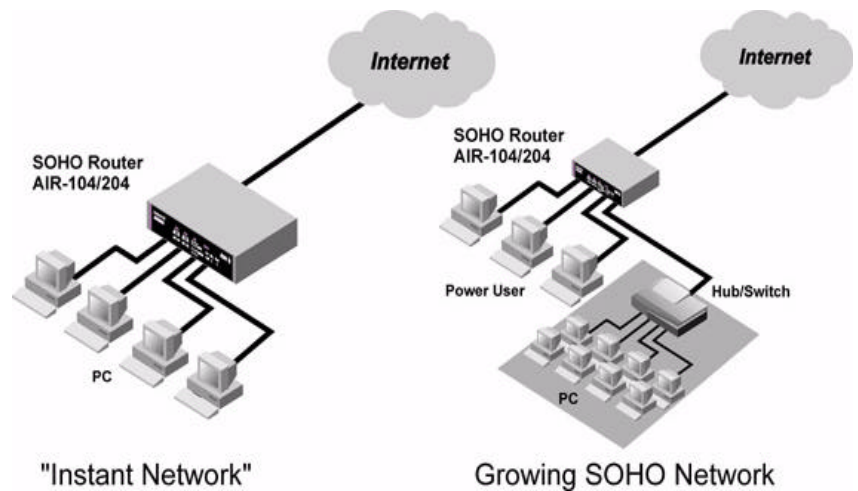 Internet
SOHO Router
AIR-104/204
PC
"Instant Network"
Internet
SOHO Router
AIR-104/204
Power User
Hub/Switch
PC
Growing SOHO Network